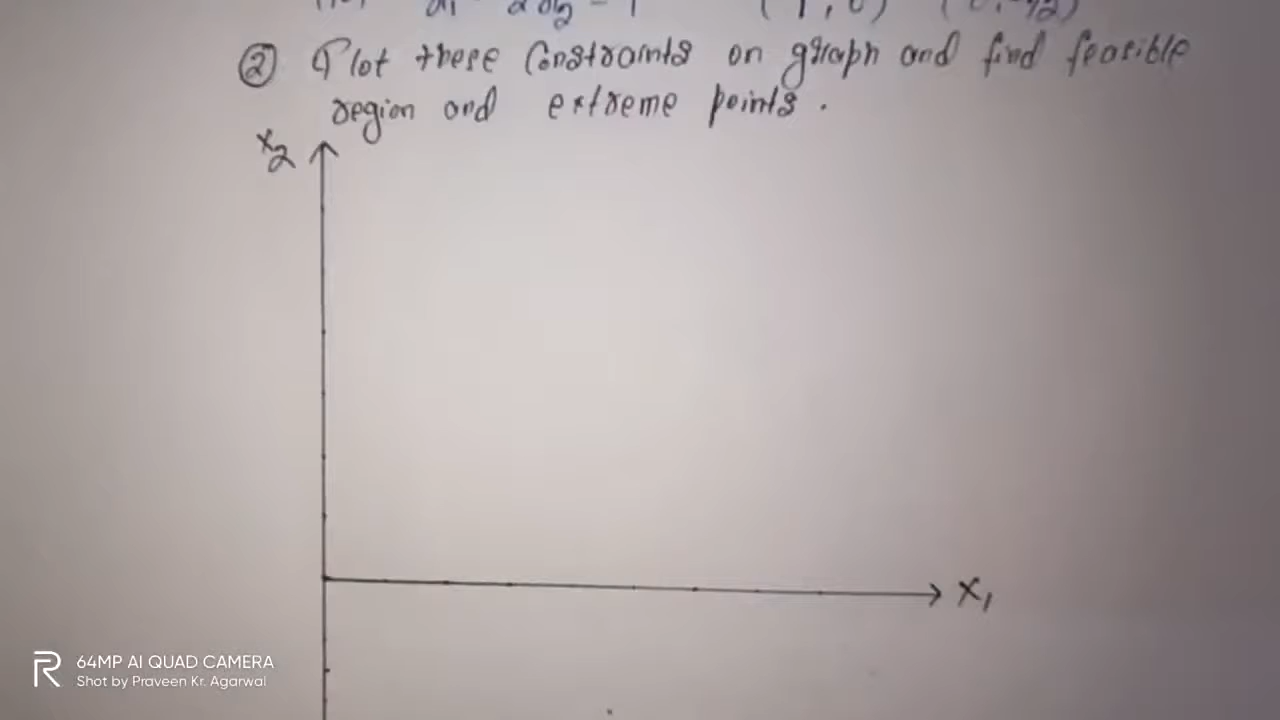 ② Plot these Constraints on graph and find feasible
region and extreme points.
x2
x1
64MP AI QUAD CAMERA
Shot by Praveen Kr. Agarwal